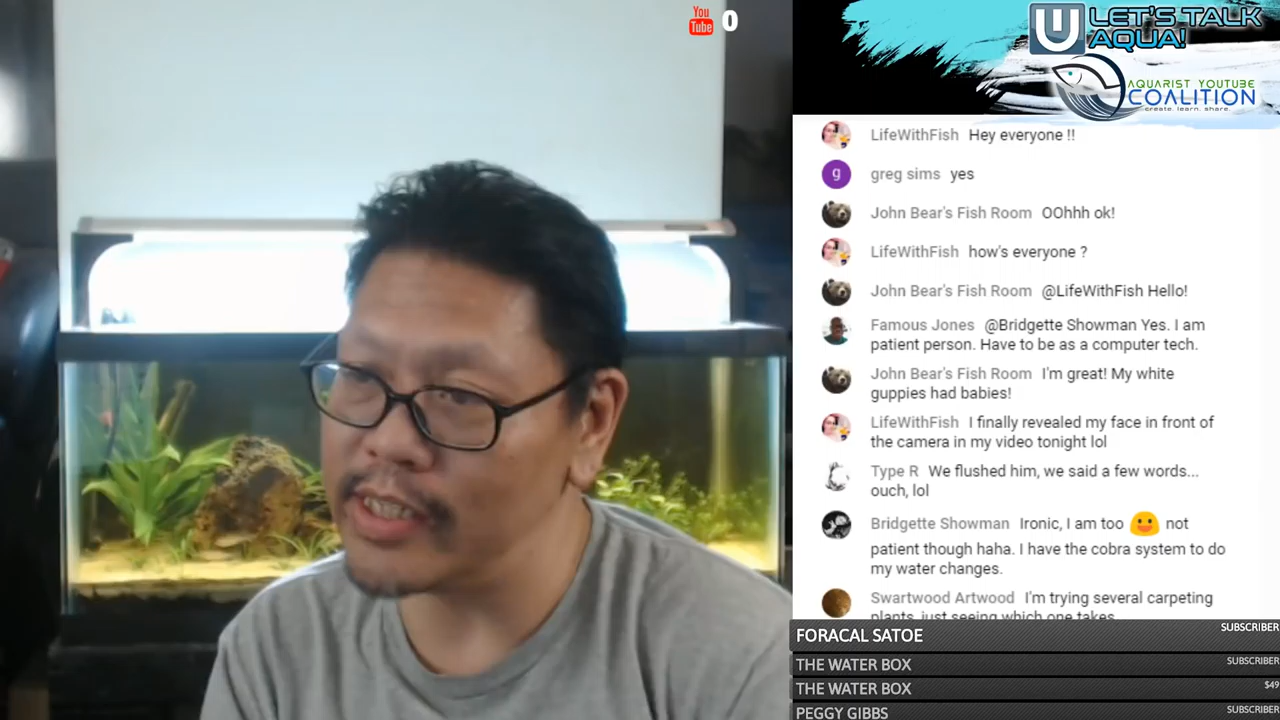 You
Tube
0
LET'S TALK
AQUA!
AQUARIST YOUTUBE
COALITION
create. learn. share.
LifeWithFish Hey everyone !!
g
greg sims yes
John Bear's Fish Room OOhhh ok!
LifeWithFish how's everyone ?
John Bear's Fish Room @LifeWithFish Hello!
Famous Jones @Bridgette Showman Yes. I am
patient person. Have to be as a computer tech.
John Bear's Fish Room I'm great! My white
guppies had babies!
LifeWithFish I finally revealed my face in front of
the camera in my video tonight lol
Type R We flushed him, we said a few words...
ouch, lol
Bridgette Showman Ironic, I am too not
patient though haha. I have the cobra system to do
my water changes.
Swartwood Artwood I'm trying several carpeting
plants, just seeing which one takes
FORACAL SATOE SUBSCRIBER
THE WATER BOX SUBSCRIBER
THE WATER BOX $49
PEGGY GIBBS SUBSCRIBER